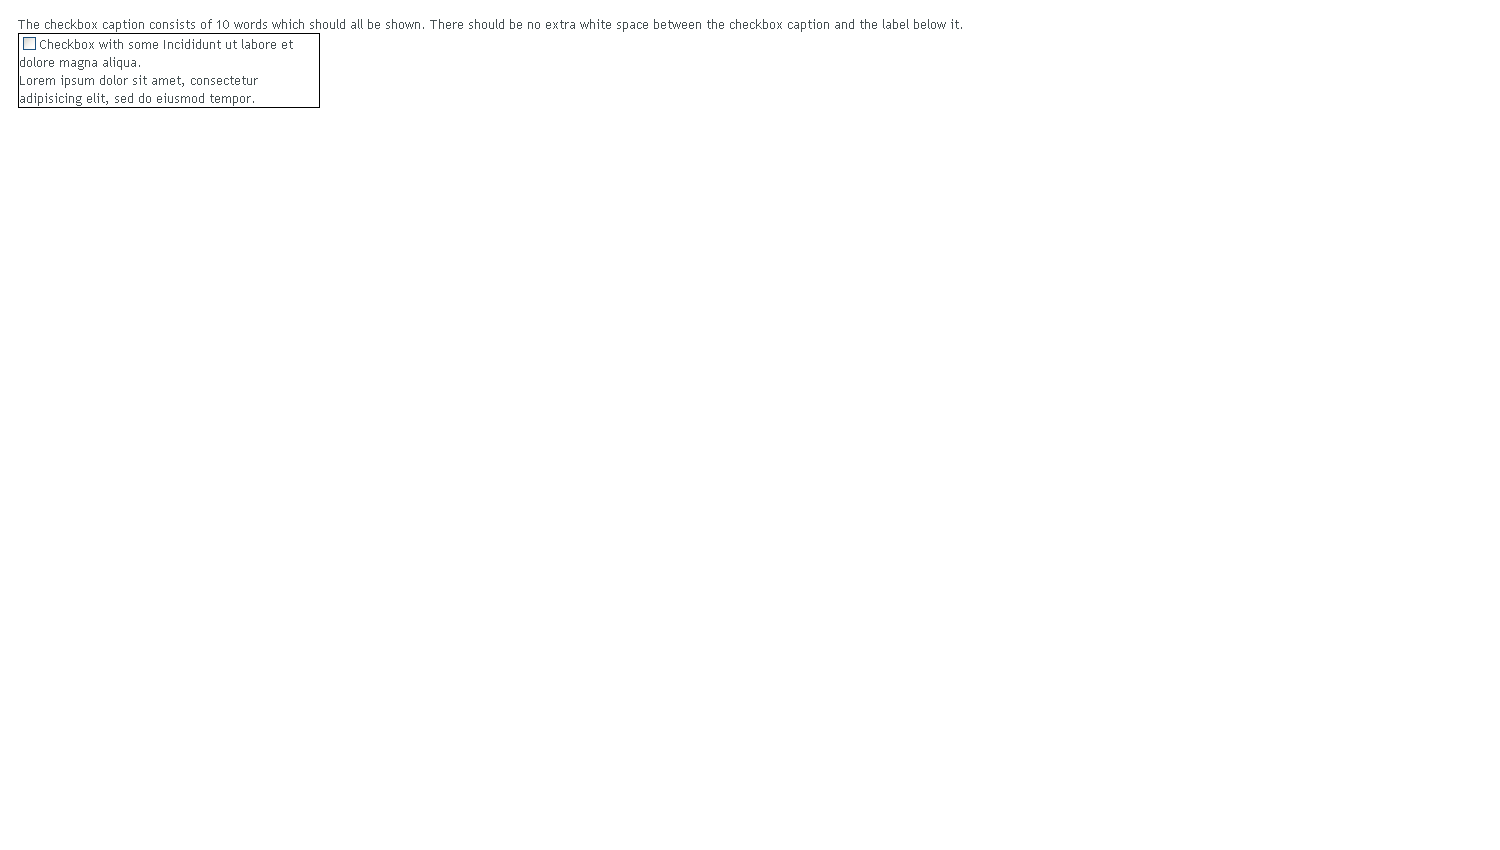 The checkbox caption consists of 10 words which should all be shown. There should be no extra white space between the checkbox caption and the label below it.
Checkbox with some Incididunt ut labore et
dolore magna aliqua.
Lorem ipsum dolor sit amet, consectetur
adipisicing elit, sed do eiusmod tempor.